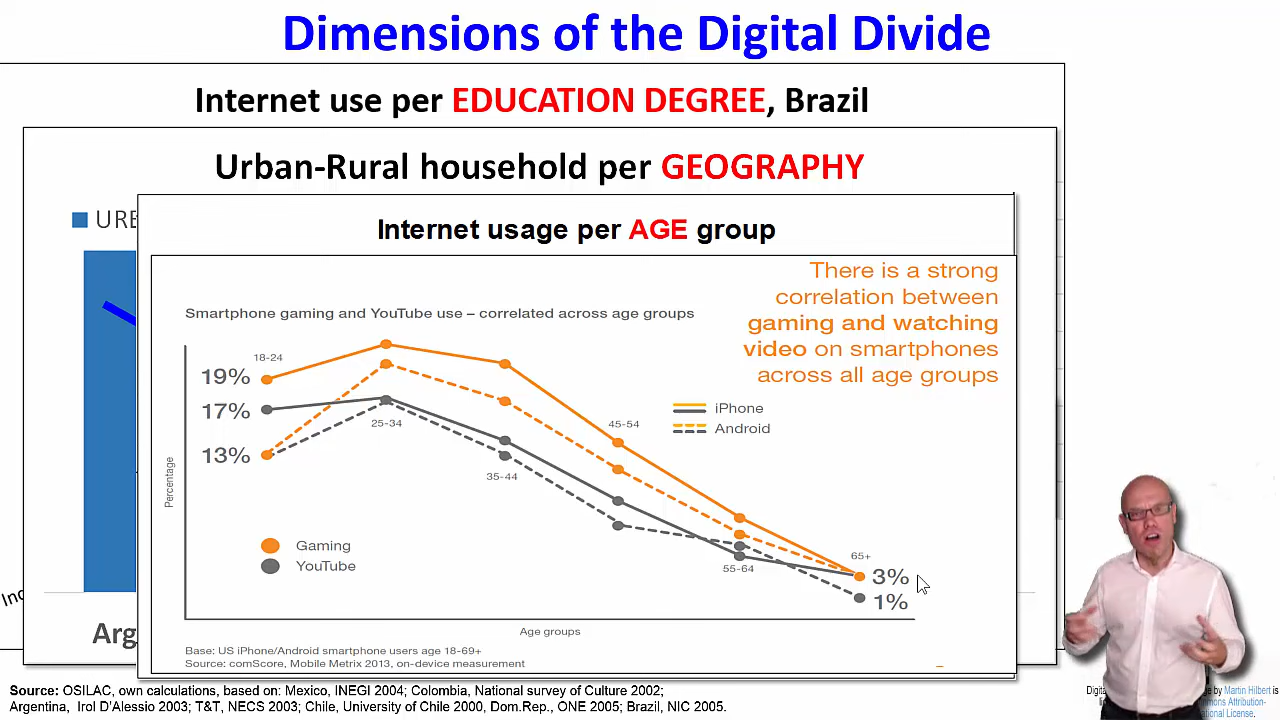 Dimensions of the Digital Divide
Internet use per EDUCATION DEGREE, Brazil
Urban-Rural household per GEOGRAPHY
Internet usage per AGE group
There is a strong
correlation between
gaming and watching
video on smartphones
across all age groups
Smartphone gaming and YouTube use – correlated across age groups
18-24
19%
17%
13%
25-34
35-44
45-54
55-64
65+
3%
1%
iPhone
Android
Percentage
Gaming
YouTube
Age groups
Base: US iPhone/Android smartphone users age 18-69+
Source: comScore, Mobile Metrix 2013, on-device measurement
Source: OSILAC, own calculations, based on: Mexico, INEGI 2004; Colombia, National survey of Culture 2002;
Argentina, Irol D'Alessio 2003; T&T, NECS 2003; Chile, University of Chile 2000, Dom.Rep., ONE 2005; Brazil, NIC 2005.
by Martin Hilbert is
License.